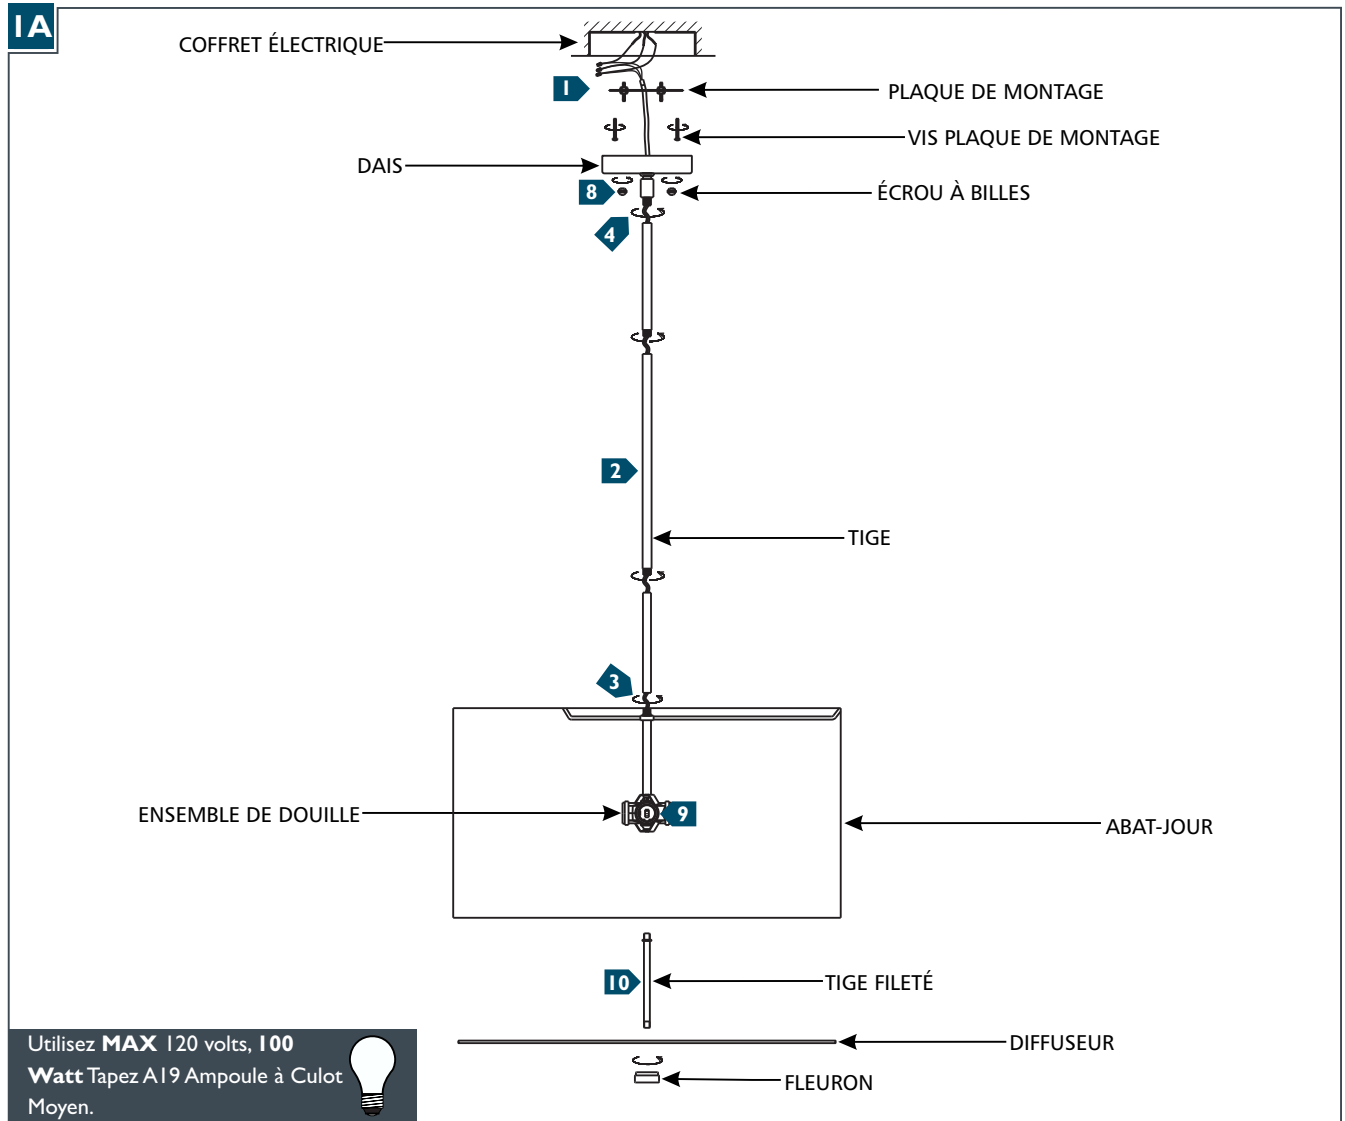 1A
COFFRET ÉLECTRIQUE
1
PLAQUE DE MONTAGE
VIS PLAQUE DE MONTAGE
DAIS
8
ÉCROU À BILLES
4
2
TIGE
3
ENSEMBLE DE DOUILLE
9
ABAT-JOUR
10
TIGE FILETÉ
DIFFUSEUR
FLEURON
Utilisez MAX 120 volts, 100
Watt Tapez A19 Ampoule à Culot
Moyen.